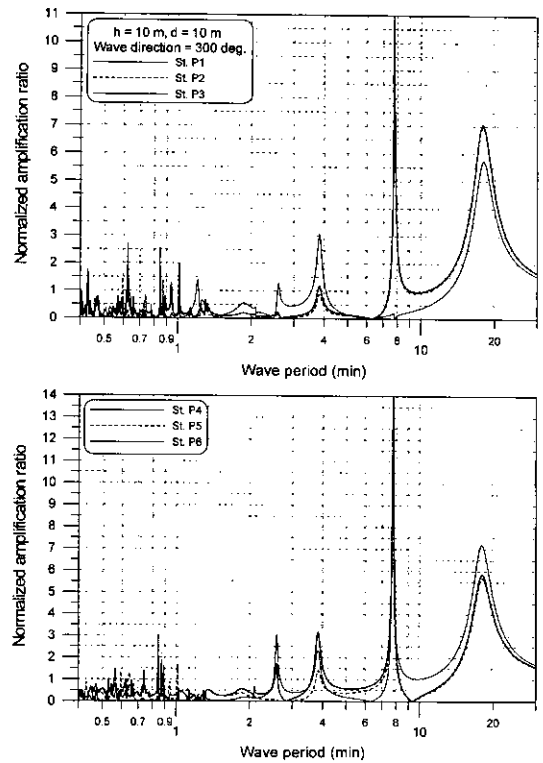 h = 10 m, d = 10 m
Wave direction = 300 deg.
St. P1
St. P2
St. P3
Normalized amplification ratio
11
10
9
8
7
6
5
4
3
2
1
0
0.5 0.7 0.9 2 4 6 8 20
1 10
Wave period (min)
St. P4
St. P5
St. P6
Normalized amplification ratio
14
13
12
11
10
9
8
7
6
5
4
3
2
1
0
0.5 0.7 0.9 2 4 6 8 20
1 10
Wave period (min)